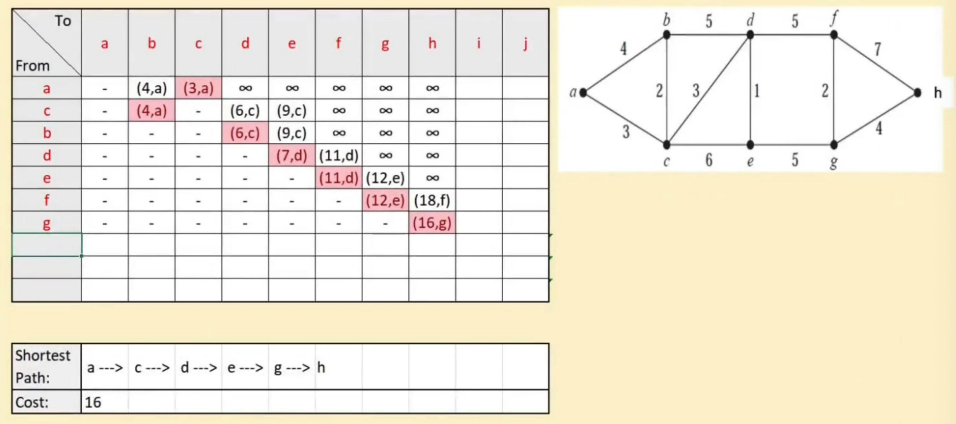 To
From
a b c d e f g h i j
a - (4,a) (3,a) ∞ ∞ ∞ ∞ ∞
c - (4,a) - (6,c) (9,c) ∞ ∞ ∞
b - - - (6,c) (9,c) ∞ ∞ ∞
d - - - - (7,d) (11,d) ∞ ∞
e - - - - - (11,d) (12,e) ∞
f - - - - - - (12,e) (18,f)
g - - - - - - - (16,g)
Shortest
Path:
a ---> c ---> d ---> e ---> g ---> h
Cost: 16
b 5 d 5 f
4 7
a 2 3 1 2 h
3 4
c 6 e 5 g